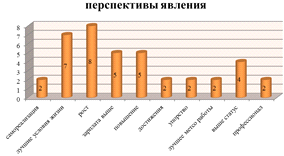 перспективы явления
8
7
6
5
4
3
2
1
0
2
7
8
5
5
2
2
2
4
2
синекрализация
лучшие условия жизни
рост
зарплата выше
повышение
достижения
упорство
лучшее место работы
выше статус
профессионал